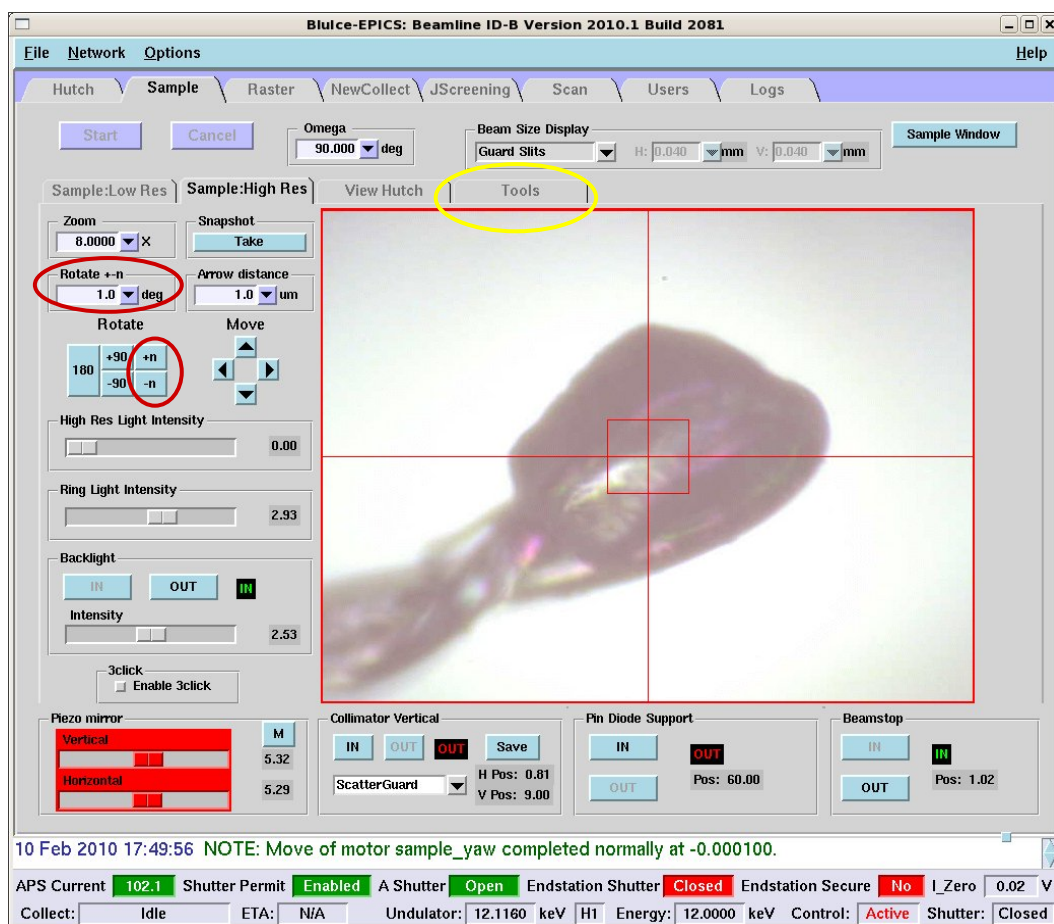 BluIce-EPICS: Beamline ID-B Version 2010.1 Build 2081
File Network Options Help
Hutch Sample Raster NewCollect JScreening Scan Users Logs
Start Cancel Omega 90.000 deg Beam Size Display Guard Slits H: 0.040 mm V: 0.040 mm Sample Window
Sample:Low Res Sample:High Res View Hutch Tools
Zoom Snapshot
8.0000 X Take
Rotate +-n Arrow distance
1.0 deg 1.0 um
Rotate Move
180 +90 +n
-90 -n
High Res Light Intensity
0.00
Ring Light Intensity
2.93
Backlight
IN OUT IN
Intensity
2.53
3click
Enable 3click
Piezo mirror
Vertical M
5.32
Horizontal
5.29
Collimator Vertical
IN OUT OUT Save
ScatterGuard H Pos: 0.81
V Pos: 9.00
Pin Diode Support
IN OUT
OUT Pos: 60.00
Beamstop
IN IN
OUT Pos: 1.02
10 Feb 2010 17:49:56 NOTE: Move of motor sample_yaw completed normally at -0.000100.
APS Current 102.1 Shutter Permit Enabled A Shutter Open Endstation Shutter Closed Endstation Secure No I_Zero 0.02 V
Collect: Idle ETA: N/A Undulator: 12.1160 keV H1 Energy: 12.0000 keV Control: Active Shutter: Closed